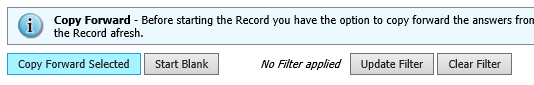 Copy Forward - Before starting the Record you have the option to copy forward the answers from
the Record afresh.
Copy Forward Selected Start Blank No Filter applied Update Filter Clear Filter